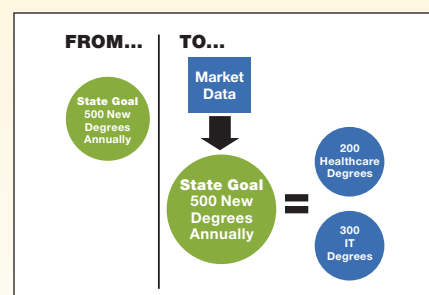 FROM...
State Goal
500 New
Degrees
Annually
TO...
Market
Data
State Goal
500 New
Degrees
Annually
=
200
Healthcare
Degrees
300
IT
Degrees